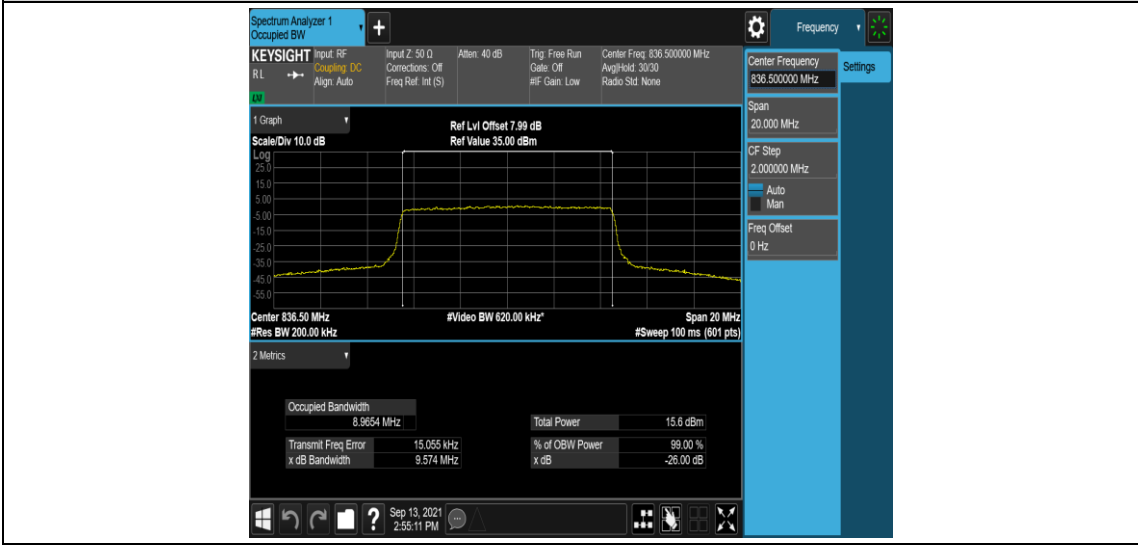 Spectrum Analyzer 1
Occupied BW
+
Frequency
KEYSIGHT
R L
LM
Input: RF
Coupling: DC
Align: Auto
Input Z: 50 Ω
Corrections: Off
Freq Ref: Int (S)
Atten: 40 dB
Trig: Free Run
Gate: Off
#IF Gain: Low
Center Freq: 836.500000 MHz
Avg|Hold: 30/30
Radio Std: None
Center Frequency
836.500000 MHz
Settings
Span
20.000 MHz
CF Step
2.000000 MHz
Auto
Man
Freq Offset
0 Hz
1 Graph
Scale/Div 10.0 dB
Ref Lvl Offset 7.99 dB
Ref Value 35.00 dBm
Log
25.0
15.0
5.00
-5.00
-15.0
-25.0
-35.0
-45.0
-55.0
Center 836.50 MHz
#Video BW 620.00 kHz*
Span 20 MHz
#Res BW 200.00 kHz
#Sweep 100 ms (601 pts)
2 Metrics
Occupied Bandwidth
8.9654 MHz
Total Power 15.6 dBm
Transmit Freq Error 15.055 kHz
% of OBW Power 99.00 %
x dB Bandwidth 9.574 MHz
x dB -26.00 dB
?
Sep 13, 2021
2:55:11 PM